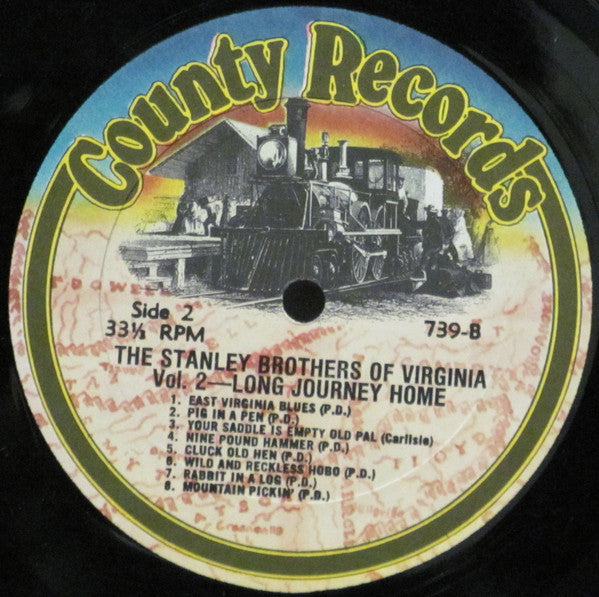 County Records
Side 2
33⅓ RPM
739-B
THE STANLEY BROTHERS OF VIRGINIA
Vol. 2—LONG JOURNEY HOME
1. EAST VIRGINIA BLUES (P.D.)
2. PIG IN A PEN (P.D.)
3. YOUR SADDLE IS EMPTY OLD PAL (Carlisle)
4. NINE POUND HAMMER (P.D.)
5. CLUCK OLD HEN (P.D.)
6. WILD AND RECKLESS HOBO (P.D.)
7. RABBIT IN A LOG (P.D.)
8. MOUNTAIN PICKIN' (P.D.)